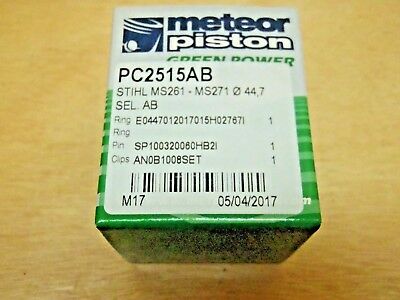 meteor
piston
GREEN POWER
PC2515AB
STIHL MS261 - MS271 Ø 44,7
SEL. AB
Ring E0447012017015H02767I 1
Ring
Pin SP100320060HB2I 1
Clips AN0B1008SET 1
M17 05/04/2017